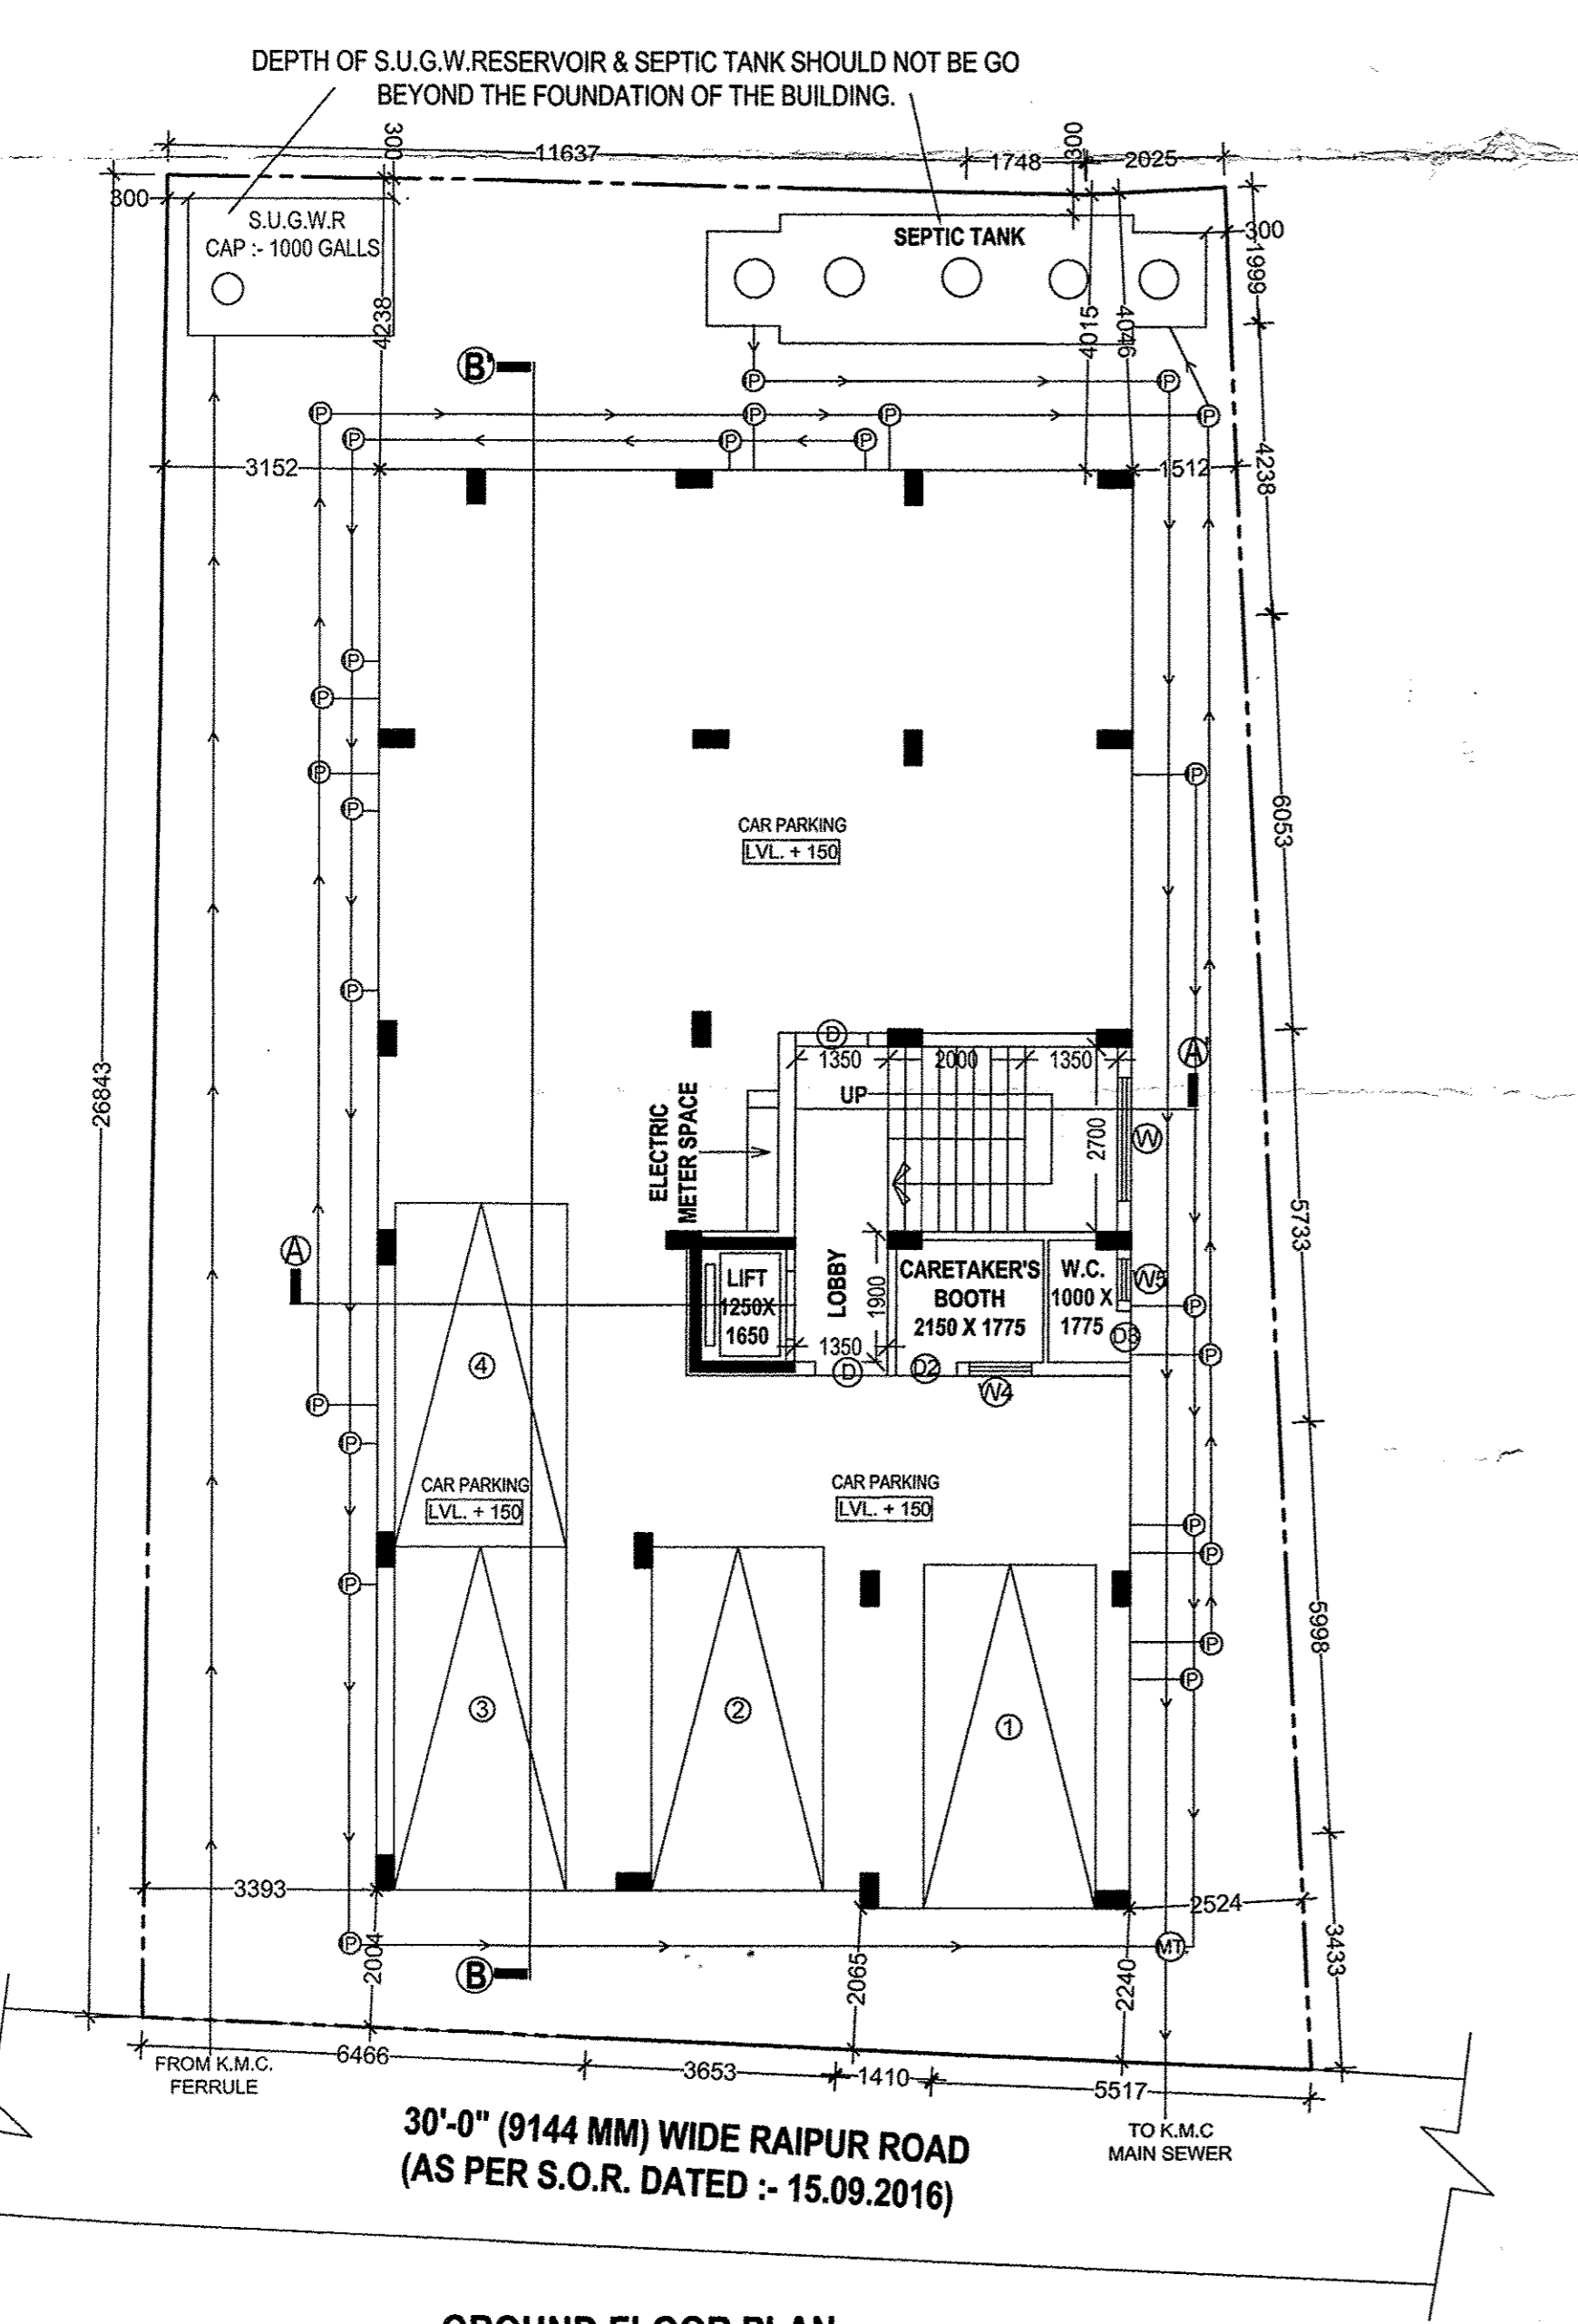 DEPTH OF S.U.G.W.RESERVOIR & SEPTIC TANK SHOULD NOT BE GO
BEYOND THE FOUNDATION OF THE BUILDING.
300
11637
1748
300
2025
300
S.U.G.W.R
CAP :- 1000 GALLS
SEPTIC TANK
300
1999
4238
4015
4046
B'
P
P
P
P
P
P
P
P
P
P
3152
1512
4238
P
P
P
P
P
6053
CAR PARKING
LVL. + 150
P
D
1350
2000
1350
A'
26843
UP
ELECTRIC
METER SPACE
2700
W
5733
A
LIFT
1250X
1650
LOBBY
1900
CARETAKER'S
BOOTH
2150 X 1775
W.C.
1000 X
1775
W5
P
D3
P
1350
D
D2
W4
4
P
P
CAR PARKING
LVL. + 150
CAR PARKING
LVL. + 150
P
P
P
5998
P
P
3
2
1
3393
2524
P
2004
B
2065
MT.
2240
3433
FROM K.M.C.
FERRULE
6466
3653
1410
5517
30'-0" (9144 MM) WIDE RAIPUR ROAD
(AS PER S.O.R. DATED :- 15.09.2016)
TO K.M.C
MAIN SEWER
GROUND FLOOR PLAN